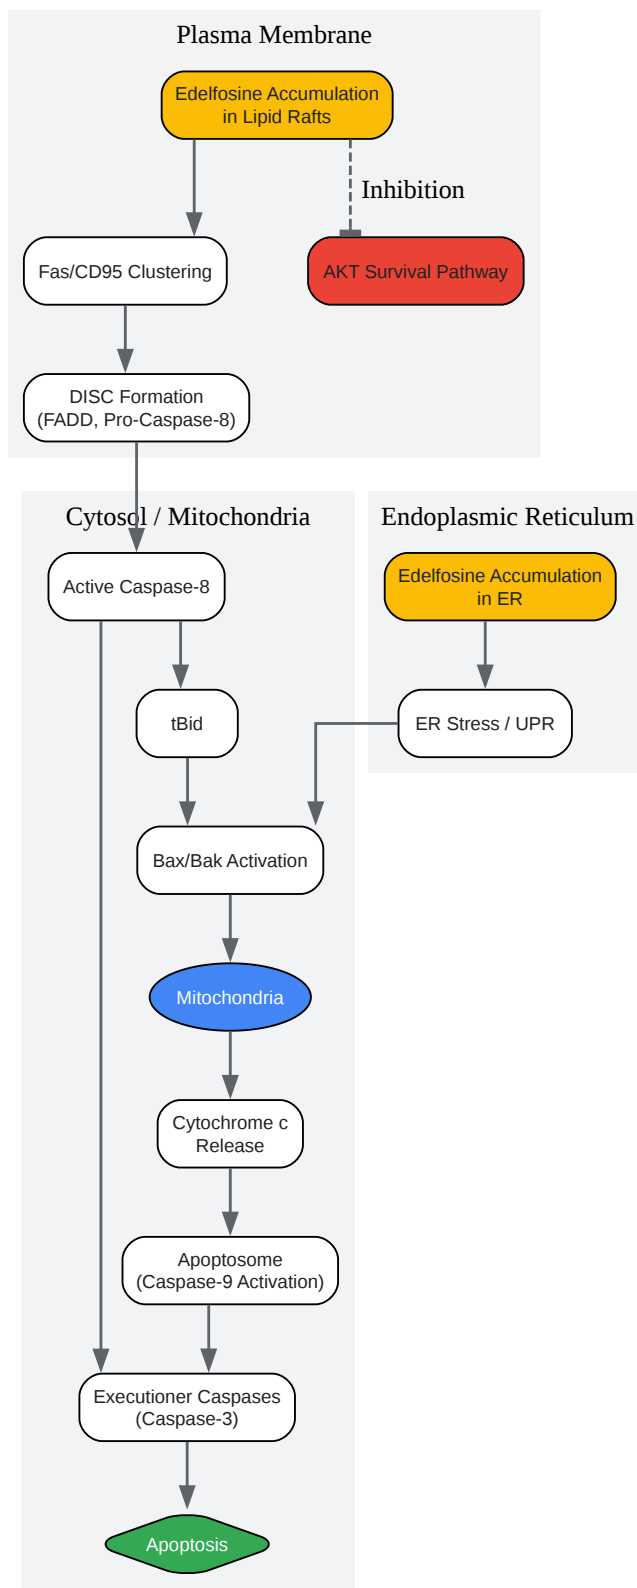 Plasma Membrane
Edelfosine Accumulation
in Lipid Rafts
Inhibition
Fas/CD95 Clustering
AKT Survival Pathway
DISC Formation
(FADD, Pro-Caspase-8)
Cytosol / Mitochondria
Endoplasmic Reticulum
Active Caspase-8
Edelfosine Accumulation
in ER
tBid
ER Stress / UPR
Bax/Bak Activation
Mitochondria
Cytochrome c
Release
Apoptosome
(Caspase-9 Activation)
Executioner Caspases
(Caspase-3)
Apoptosis